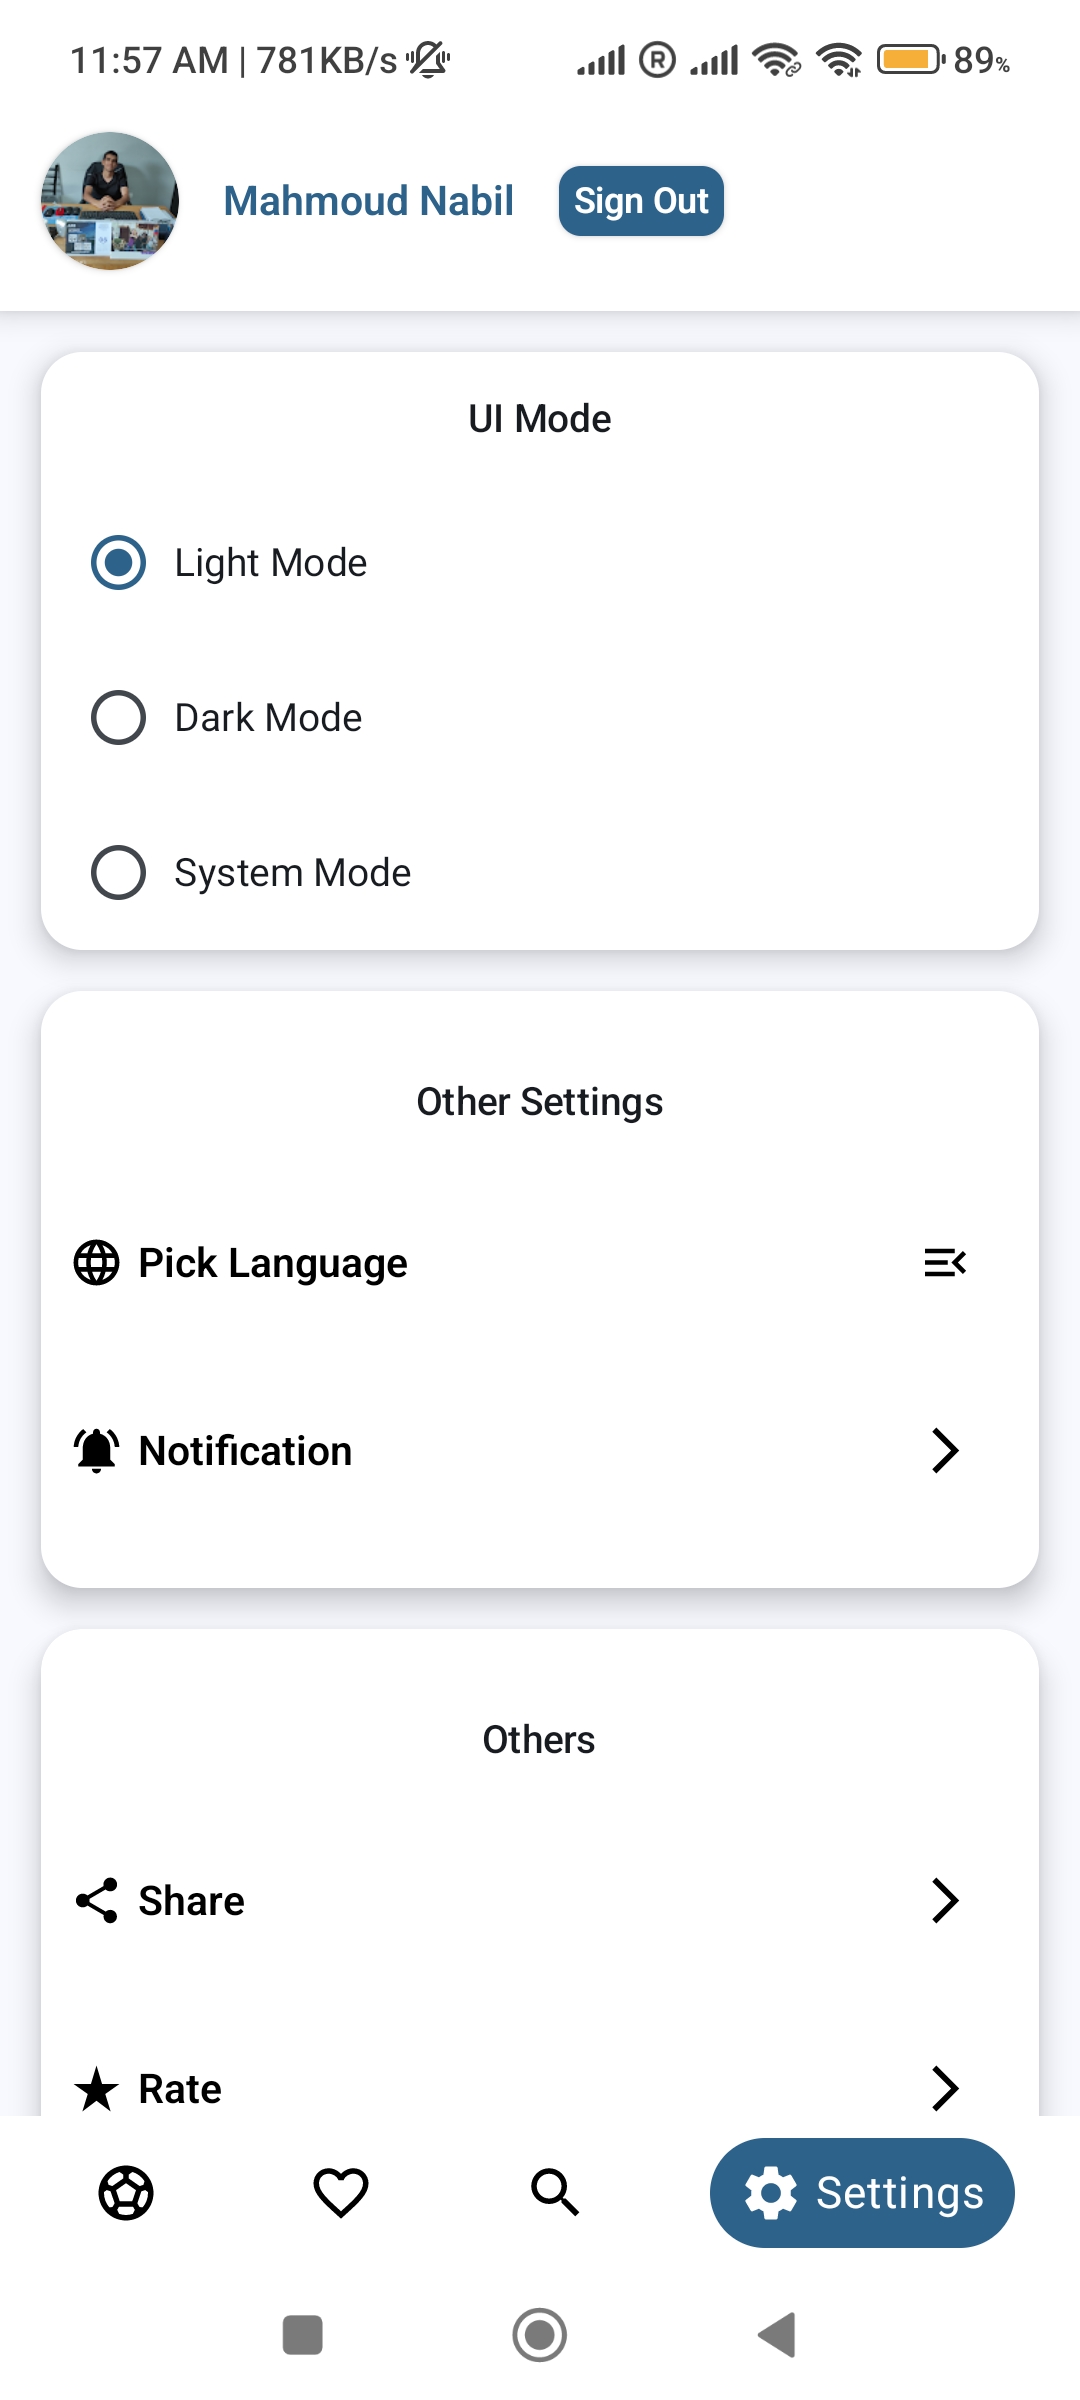 11:57 AM | 781KB/s R 89%
Mahmoud Nabil Sign Out
UI Mode
Light Mode
Dark Mode
System Mode
Other Settings
Pick Language
Notification
Others
Share
Rate
Settings